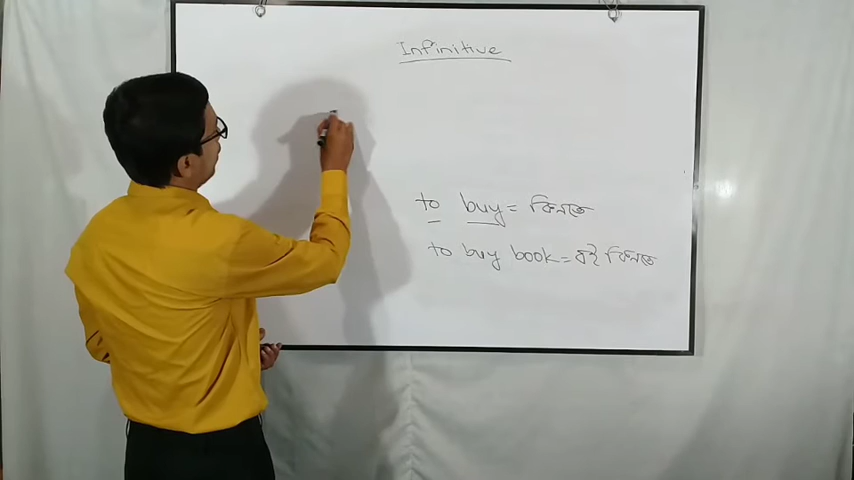 Infinitive
to buy = কিনতে
to buy book = বই কিনতে